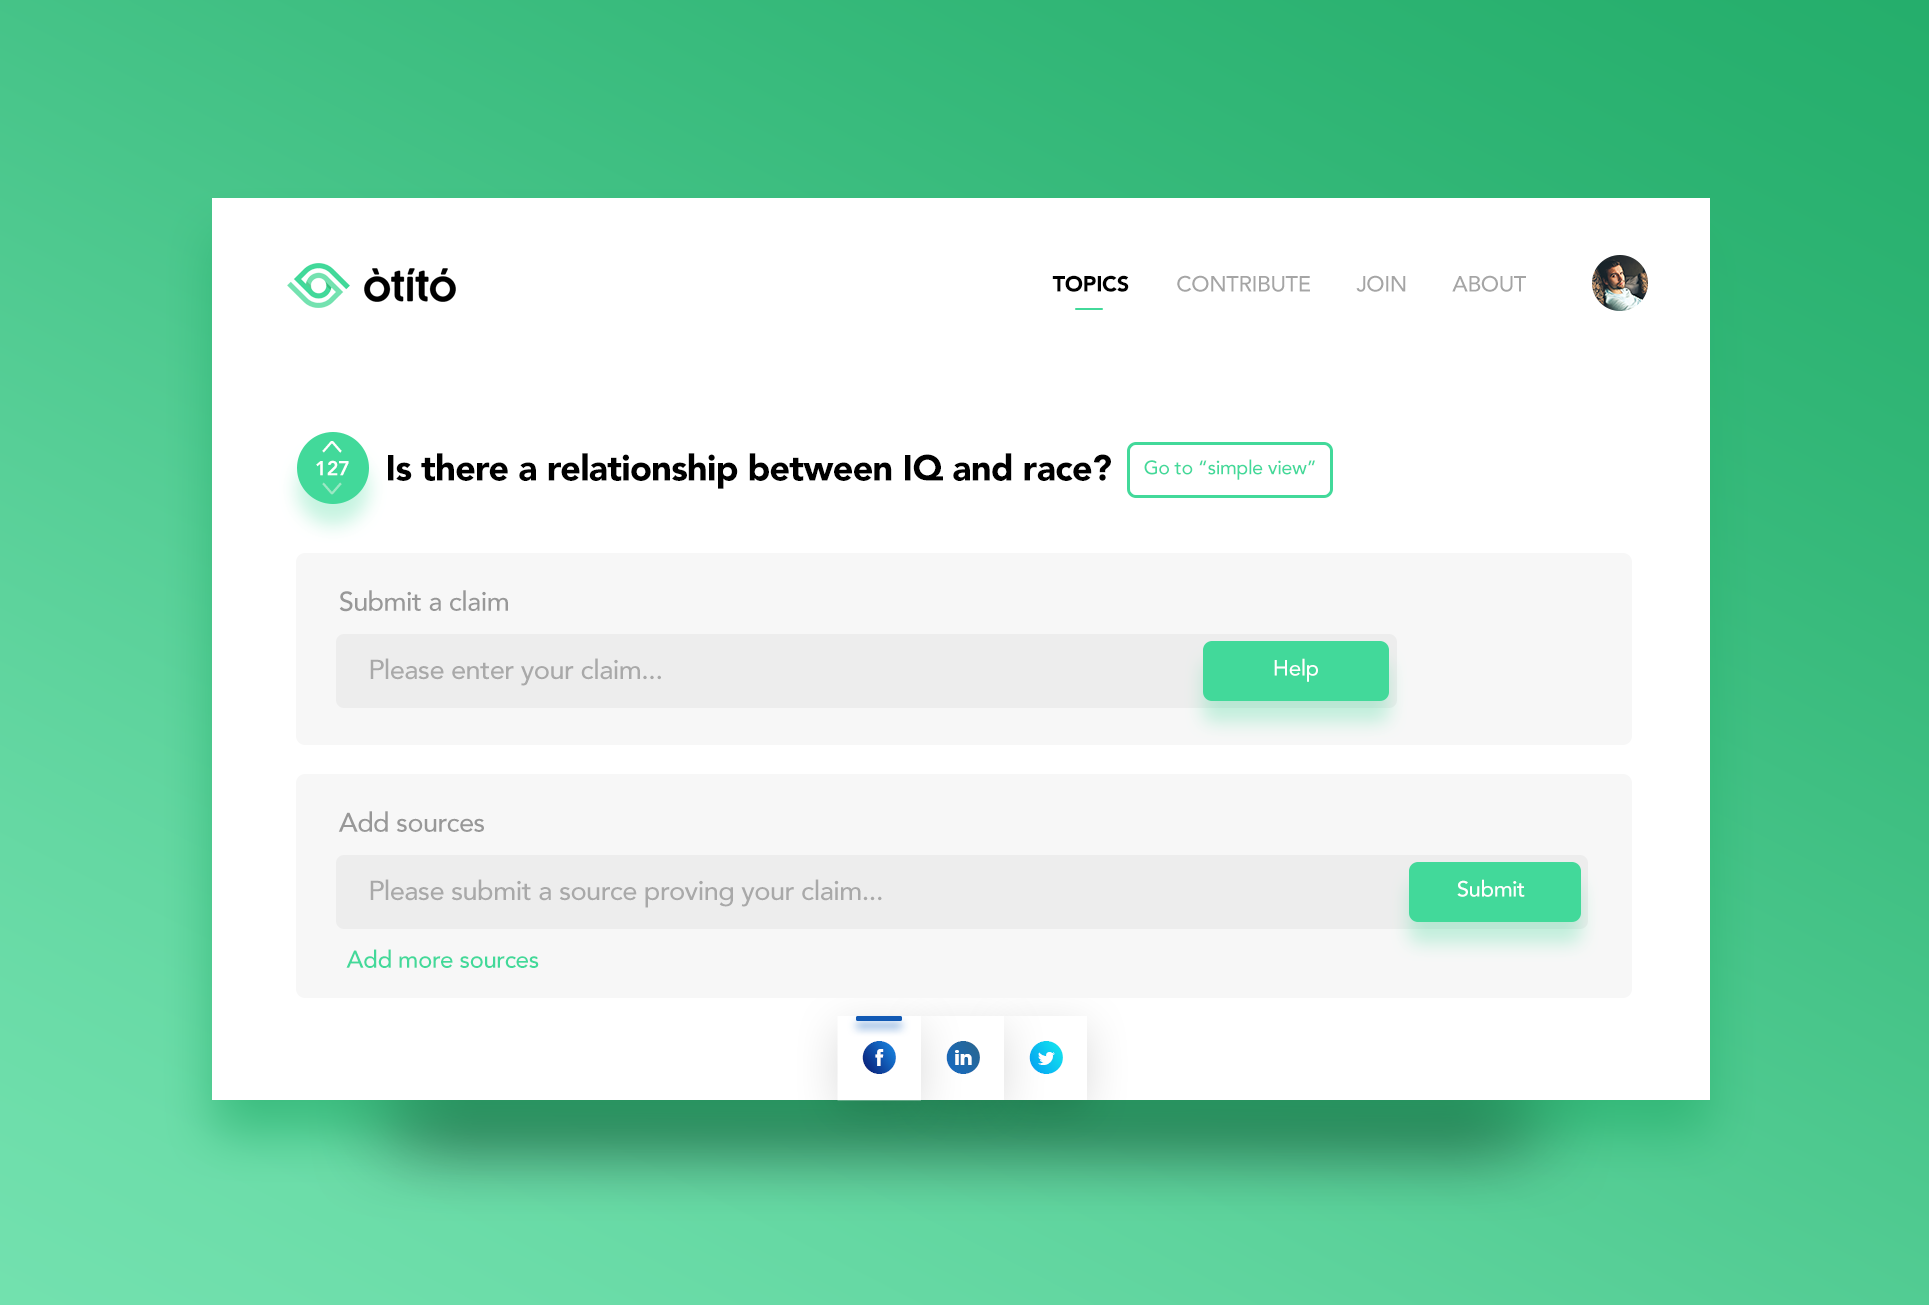 òtító
TOPICS CONTRIBUTE JOIN ABOUT
127
Is there a relationship between IQ and race?
Go to “simple view”
Submit a claim
Please enter your claim...
Help
Add sources
Please submit a source proving your claim...
Submit
Add more sources
f
in